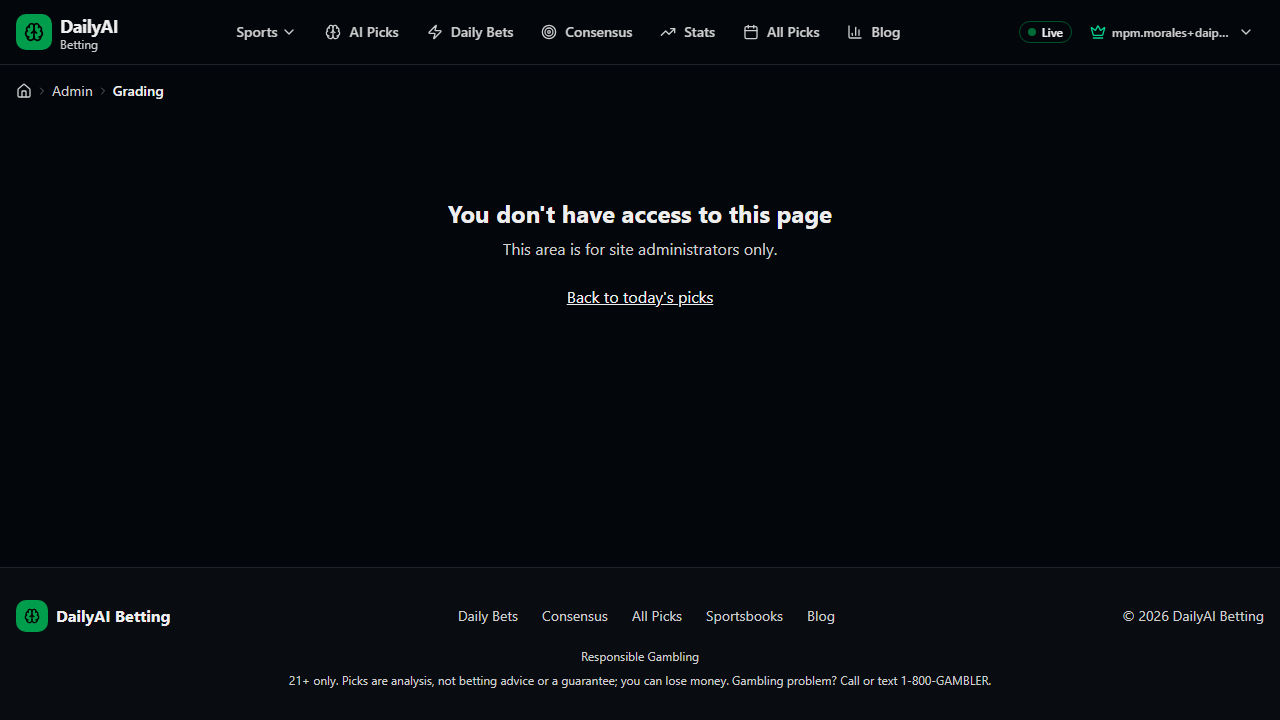 DailyAI
Betting
Sports
AI Picks
Daily Bets
Consensus
Stats
All Picks
Blog
Live
mpm.morales+daip...
Admin
Grading
You don't have access to this page
This area is for site administrators only.
Back to today's picks
DailyAI Betting
Daily Bets
Consensus
All Picks
Sportsbooks
Blog
© 2026 DailyAI Betting
Responsible Gambling
21+ only. Picks are analysis, not betting advice or a guarantee; you can lose money. Gambling problem? Call or text 1-800-GAMBLER.